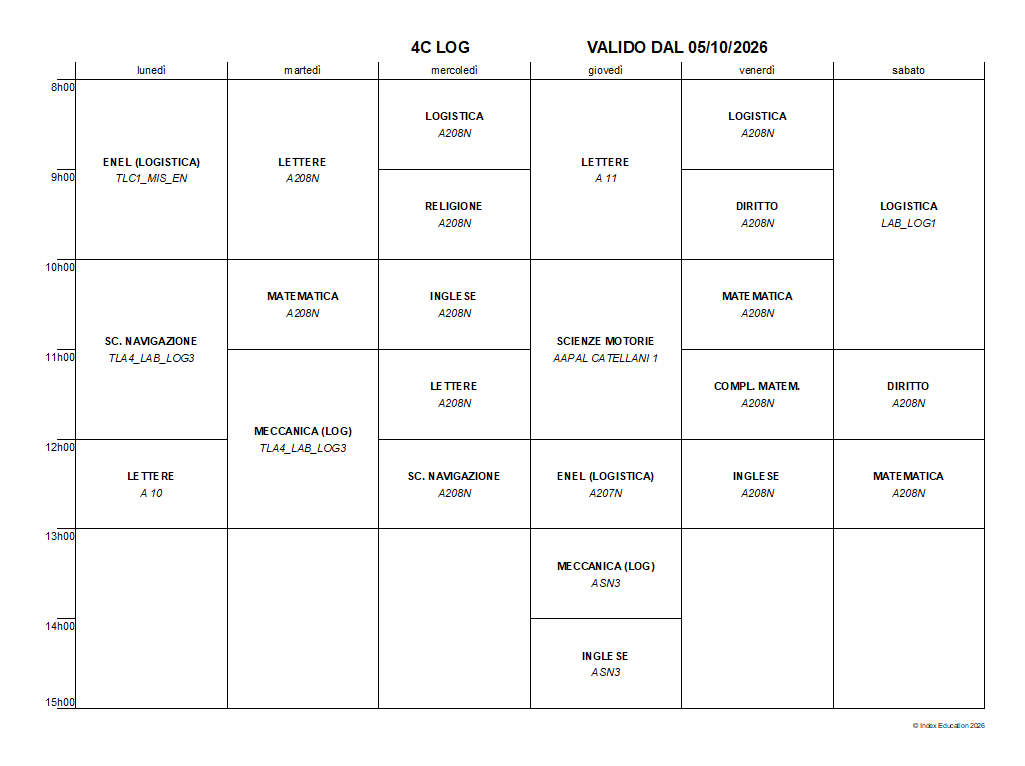 4C LOG VALIDO DAL 05/10/2026
lunedì martedì mercoledì giovedì venerdì sabato
8h00
LOGISTICA LOGISTICA
A208N A208N
ENEL (LOGISTICA) LETTERE LETTERE
TLC1_MIS_EN A208N A 11
9h00
RELIGIONE DIRITTO LOGISTICA
A208N A208N LAB_LOG1
10h00
MATEMATICA INGLESE MATEMATICA
A208N A208N A208N
SC. NAVIGAZIONE SCIENZE MOTORIE
TLA4_LAB_LOG3 AAPAL CATELLANI 1
11h00
LETTERE COMPL. MATEM. DIRITTO
A208N A208N A208N
MECCANICA (LOG)
TLA4_LAB_LOG3
12h00
LETTERE SC. NAVIGAZIONE ENEL (LOGISTICA) INGLESE MATEMATICA
A 10 A208N A207N A208N A208N
13h00
MECCANICA (LOG)
ASN3
14h00
INGLESE
ASN3
15h00
© Index Education 2026